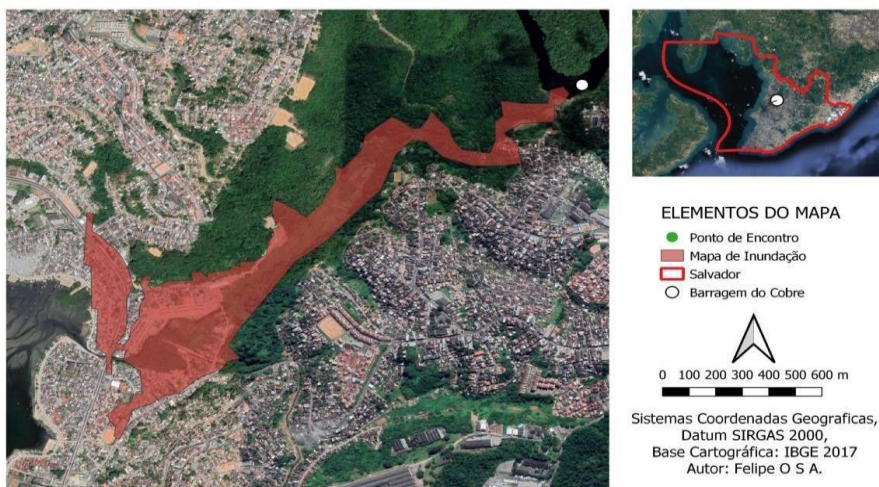 ELEMENTOS DO MAPA
Ponto de Encontro
Mapa de Inundação
Salvador
Barragem do Cobre
0 100 200 300 400 500 600 m
Sistemas Coordenadas Geograficas,
Datum SIRGAS 2000,
Base Cartográfica: IBGE 2017
Autor: Felipe O S A.